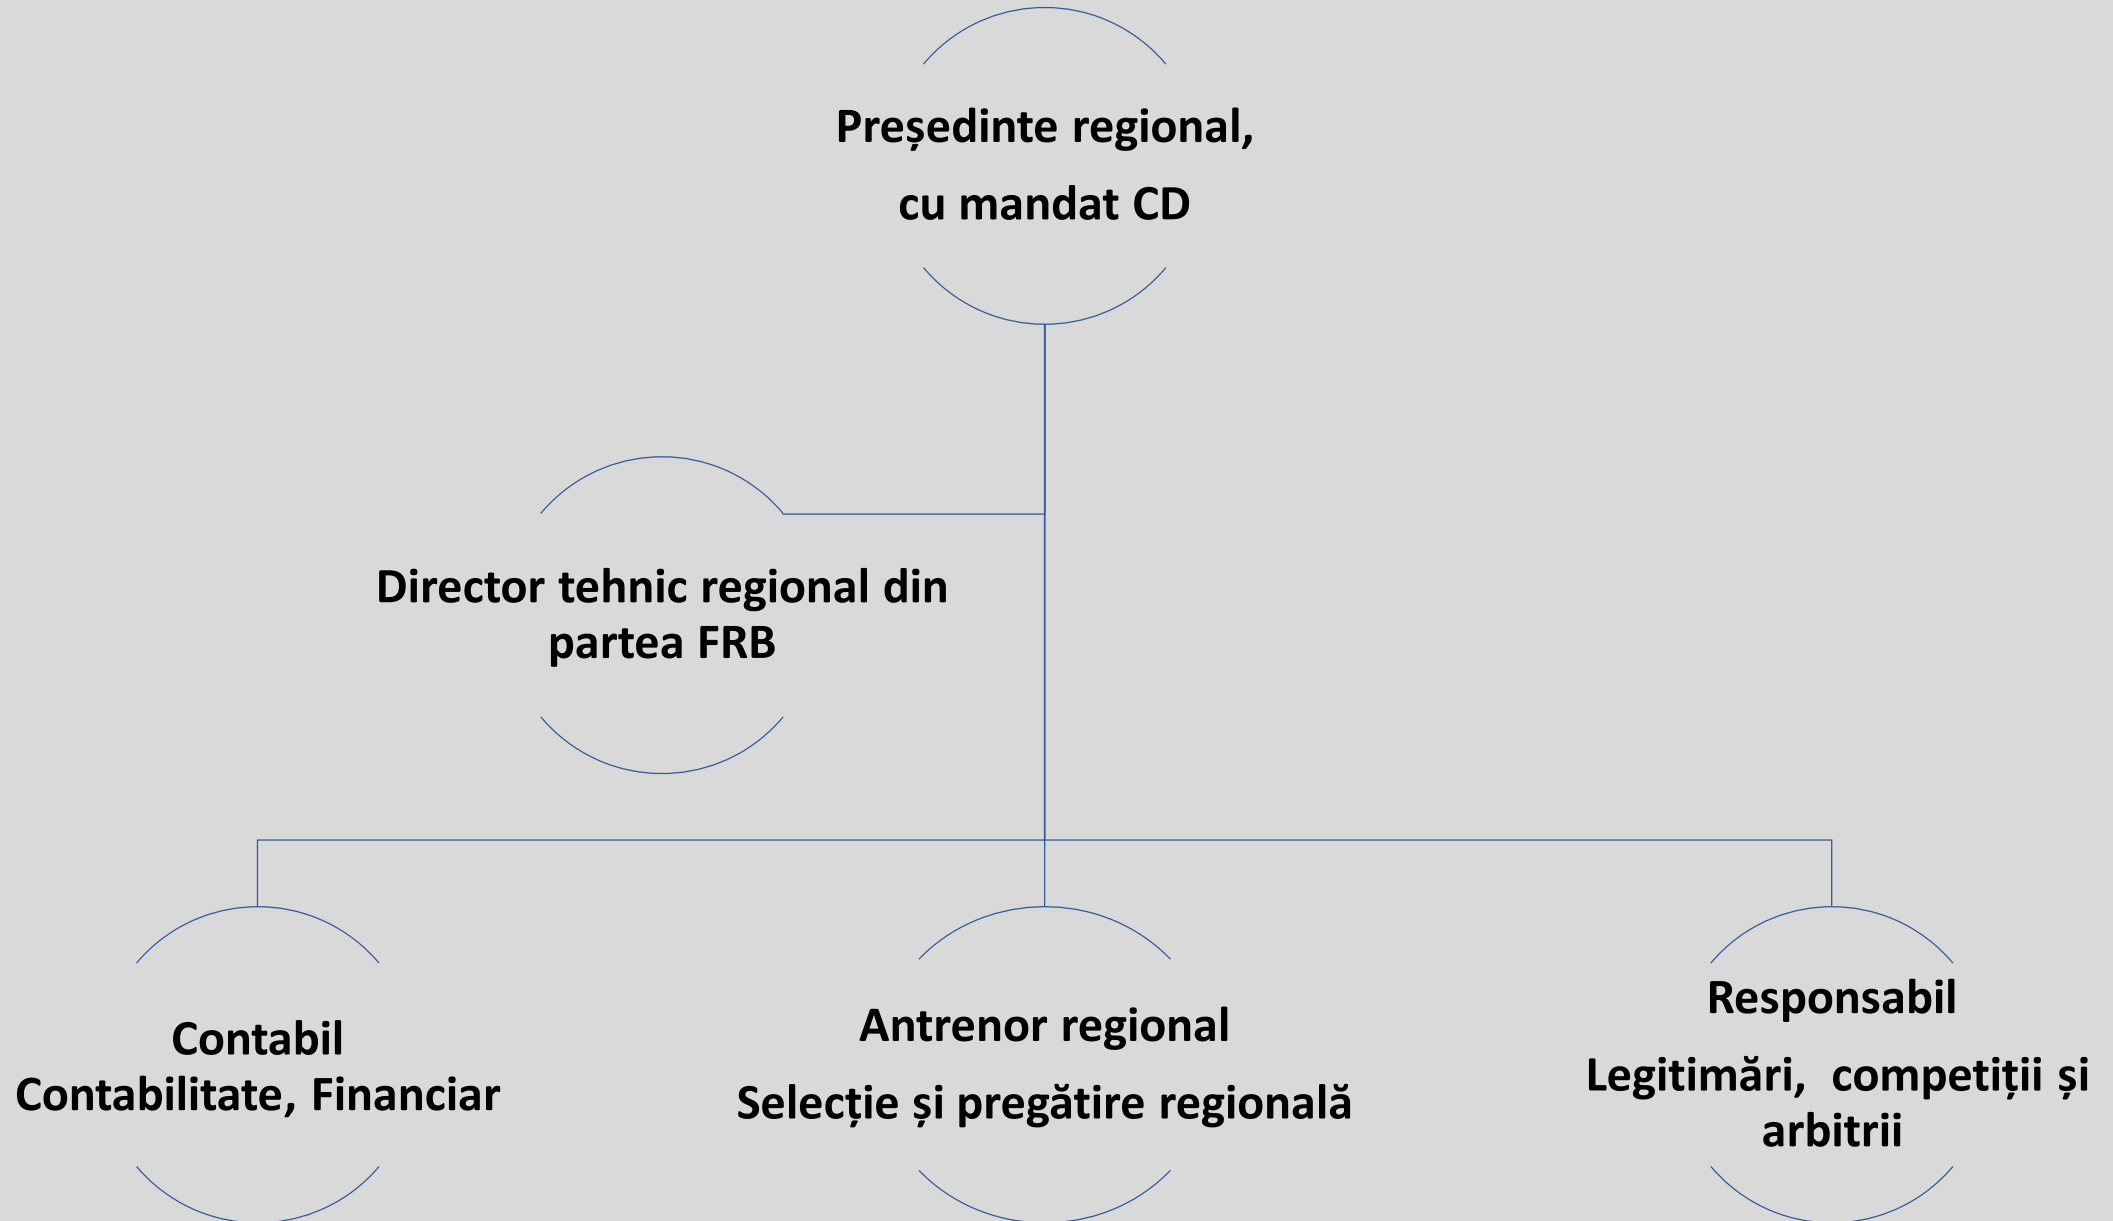 Președinte regional,
cu mandat CD
Director tehnic regional din
partea FRB
Contabil
Contabilitate, Financiar
Antrenor regional
Selecție și pregătire regională
Responsabil
Legitimări,  competiții și
arbitrii